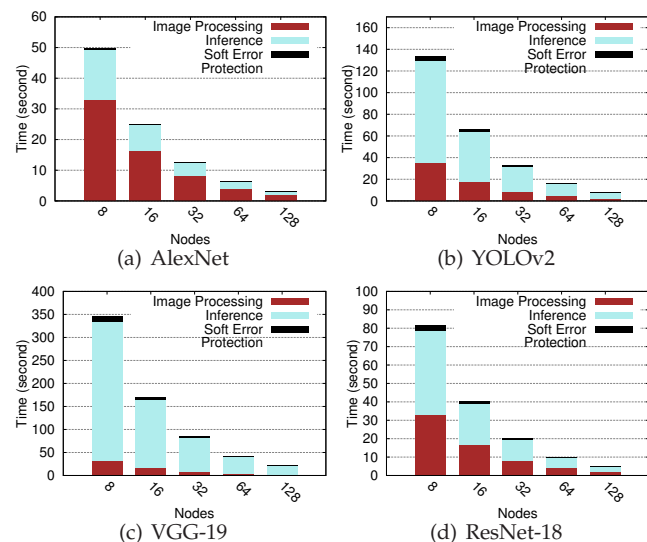 60
50
40
30
20
10
0
Time (second)
Image Processing
Inference
Soft Error
Protection
8
16
32
64
128
Nodes
(a) AlexNet
160
140
120
100
80
60
40
20
0
Time (second)
Image Processing
Inference
Soft Error
Protection
8
16
32
64
128
Nodes
(b) YOLOv2
400
350
300
250
200
150
100
50
0
Time (second)
Image Processing
Inference
Soft Error
Protection
8
16
32
64
128
Nodes
(c) VGG-19
100
90
80
70
60
50
40
30
20
10
0
Time (second)
Image Processing
Inference
Soft Error
Protection
8
16
32
64
128
Nodes
(d) ResNet-18